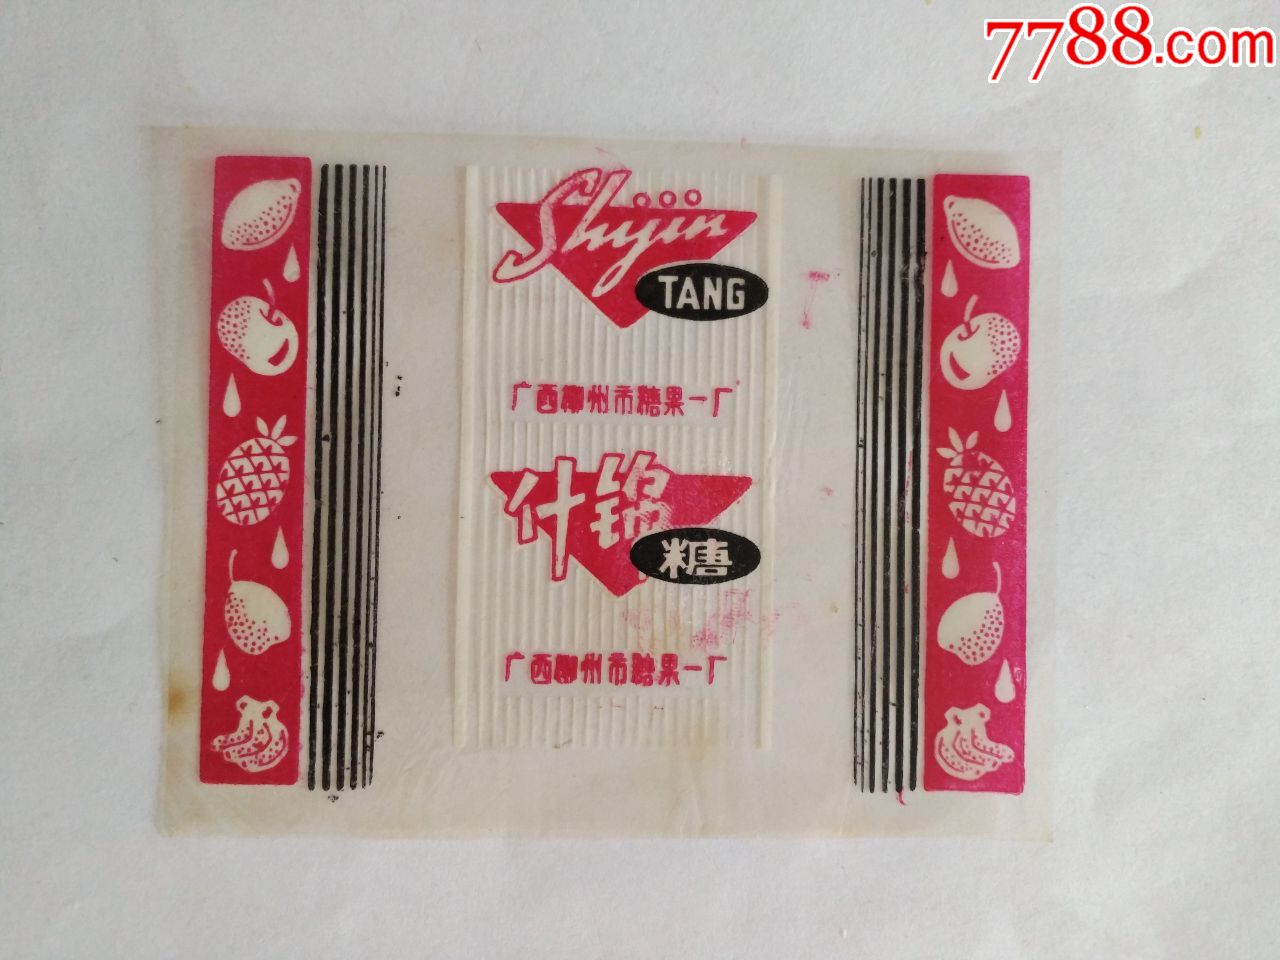 7788.com
Shijin
TANG
广西柳州市糖果一厂
什锦
糖
广西柳州市糖果一厂